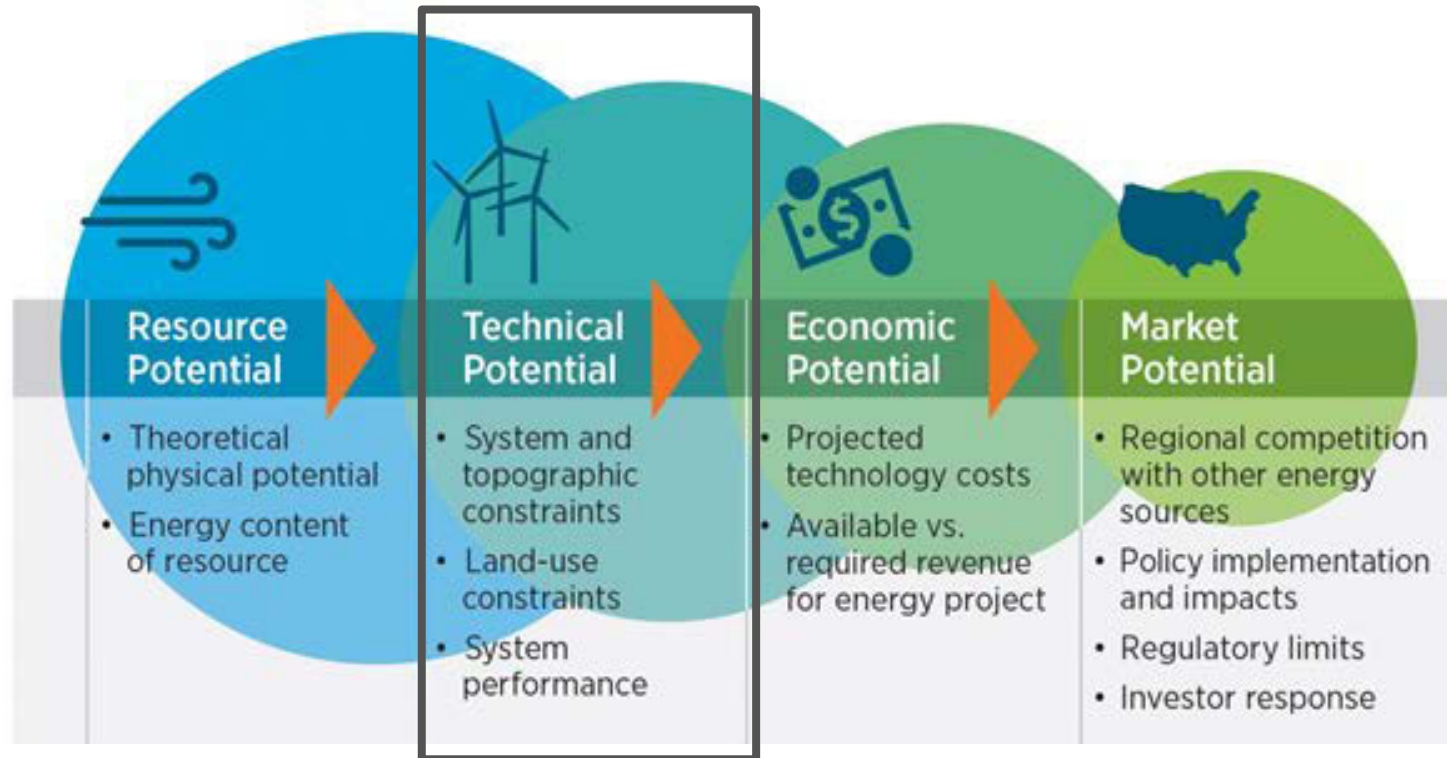 Resource
Potential
• Theoretical
physical potential
• Energy content
of resource
Technical
Potential
• System and
topographic
constraints
• Land-use
constraints
• System
performance
$
Economic
Potential
• Projected
technology costs
• Available vs.
required revenue
for energy project
Market
Potential
• Regional competition
with other energy
sources
• Policy implementation
and impacts
• Regulatory limits
• Investor response